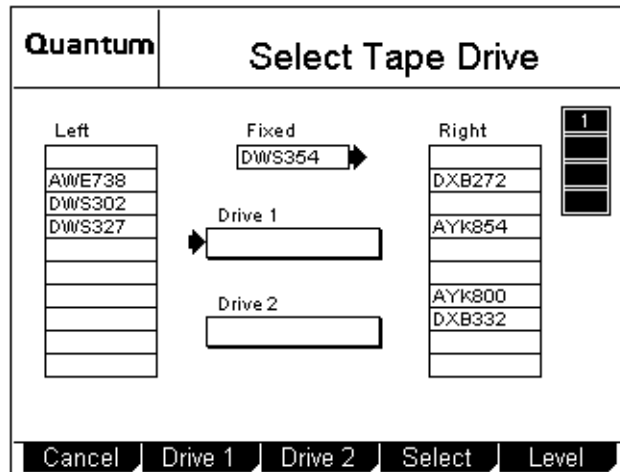 Quantum
Select Tape Drive
Left
Fixed
Right
1
DWS354
AWE738
DXB272
DWS302
DWS327
Drive 1
AYK854
Drive 2
AYK800
DXB332
Cancel Drive 1 Drive 2 Select Level